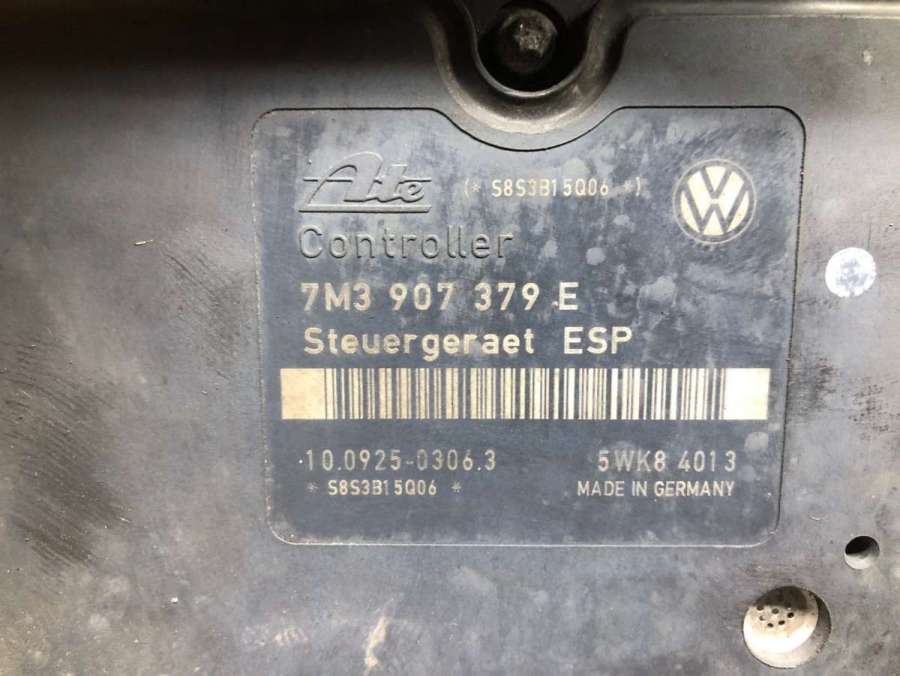 Ate (* S8S3B15Q06 *)
Controller
7M3 907 379 E
Steuergeraet ESP
10.0925-0306.3 5WK8 4013
* S8S3B15Q06 * MADE IN GERMANY